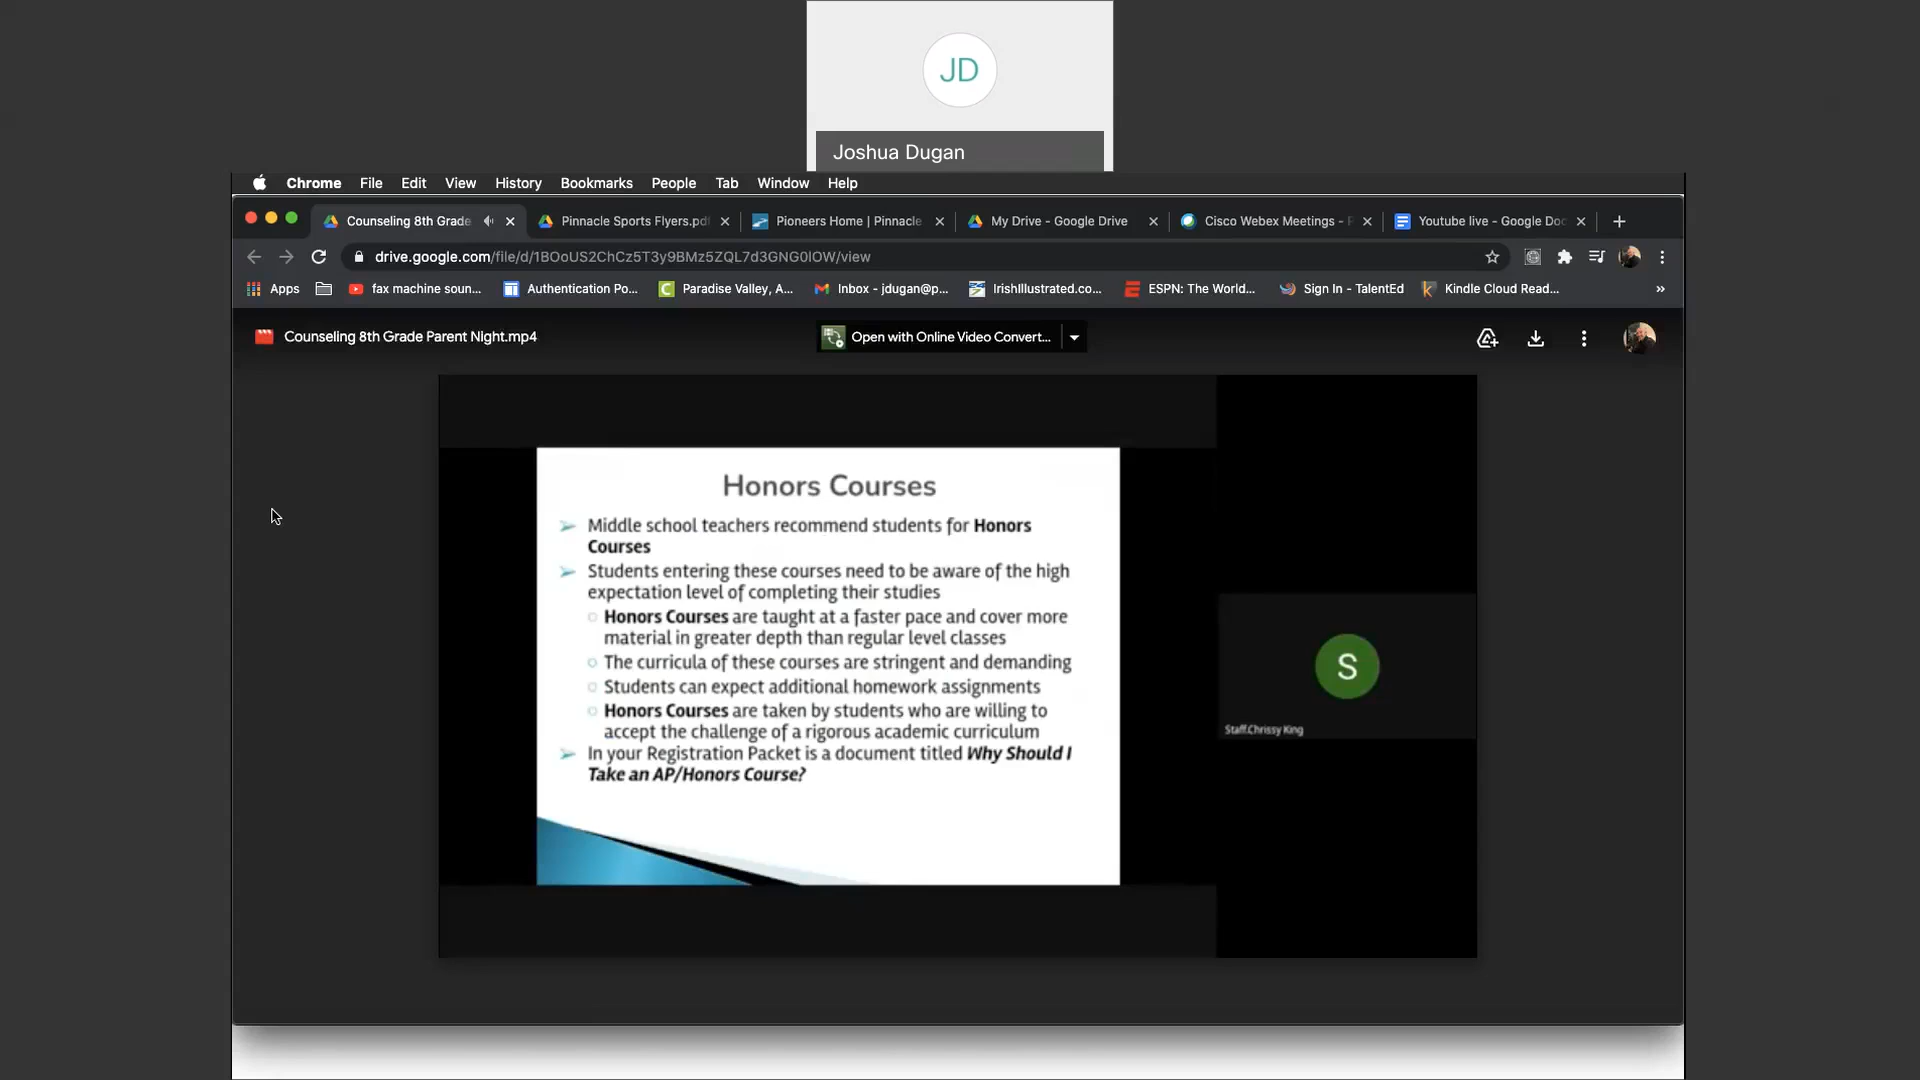 JD
Joshua Dugan
Chrome File Edit View History Bookmarks People Tab Window Help
Counseling 8th Grade Pinnacle Sports Flyers.pdf Pioneers Home | Pinnacle My Drive - Google Drive Cisco Webex Meetings - Youtube live - Google Doc
drive.google.com/file/d/1BOoUS2ChCz5T3y9BMz5ZQL7d3GNG0lOW/view
Apps fax machine soun... Authentication Po... Paradise Valley, A... Inbox - jdugan@p... IrishIllustrated.co... ESPN: The World... Sign In - TalentEd Kindle Cloud Read... »
Counseling 8th Grade Parent Night.mp4 Open with Online Video Convert...
Honors Courses
Middle school teachers recommend students for Honors
Courses
Students entering these courses need to be aware of the high
expectation level of completing their studies
Honors Courses are taught at a faster pace and cover more
material in greater depth than regular level classes
The curricula of these courses are stringent and demanding
Students can expect additional homework assignments
Honors Courses are taken by students who are willing to
accept the challenge of a rigorous academic curriculum
In your Registration Packet is a document titled Why Should I
Take an AP/Honors Course?
S
Staff.Chrissy King